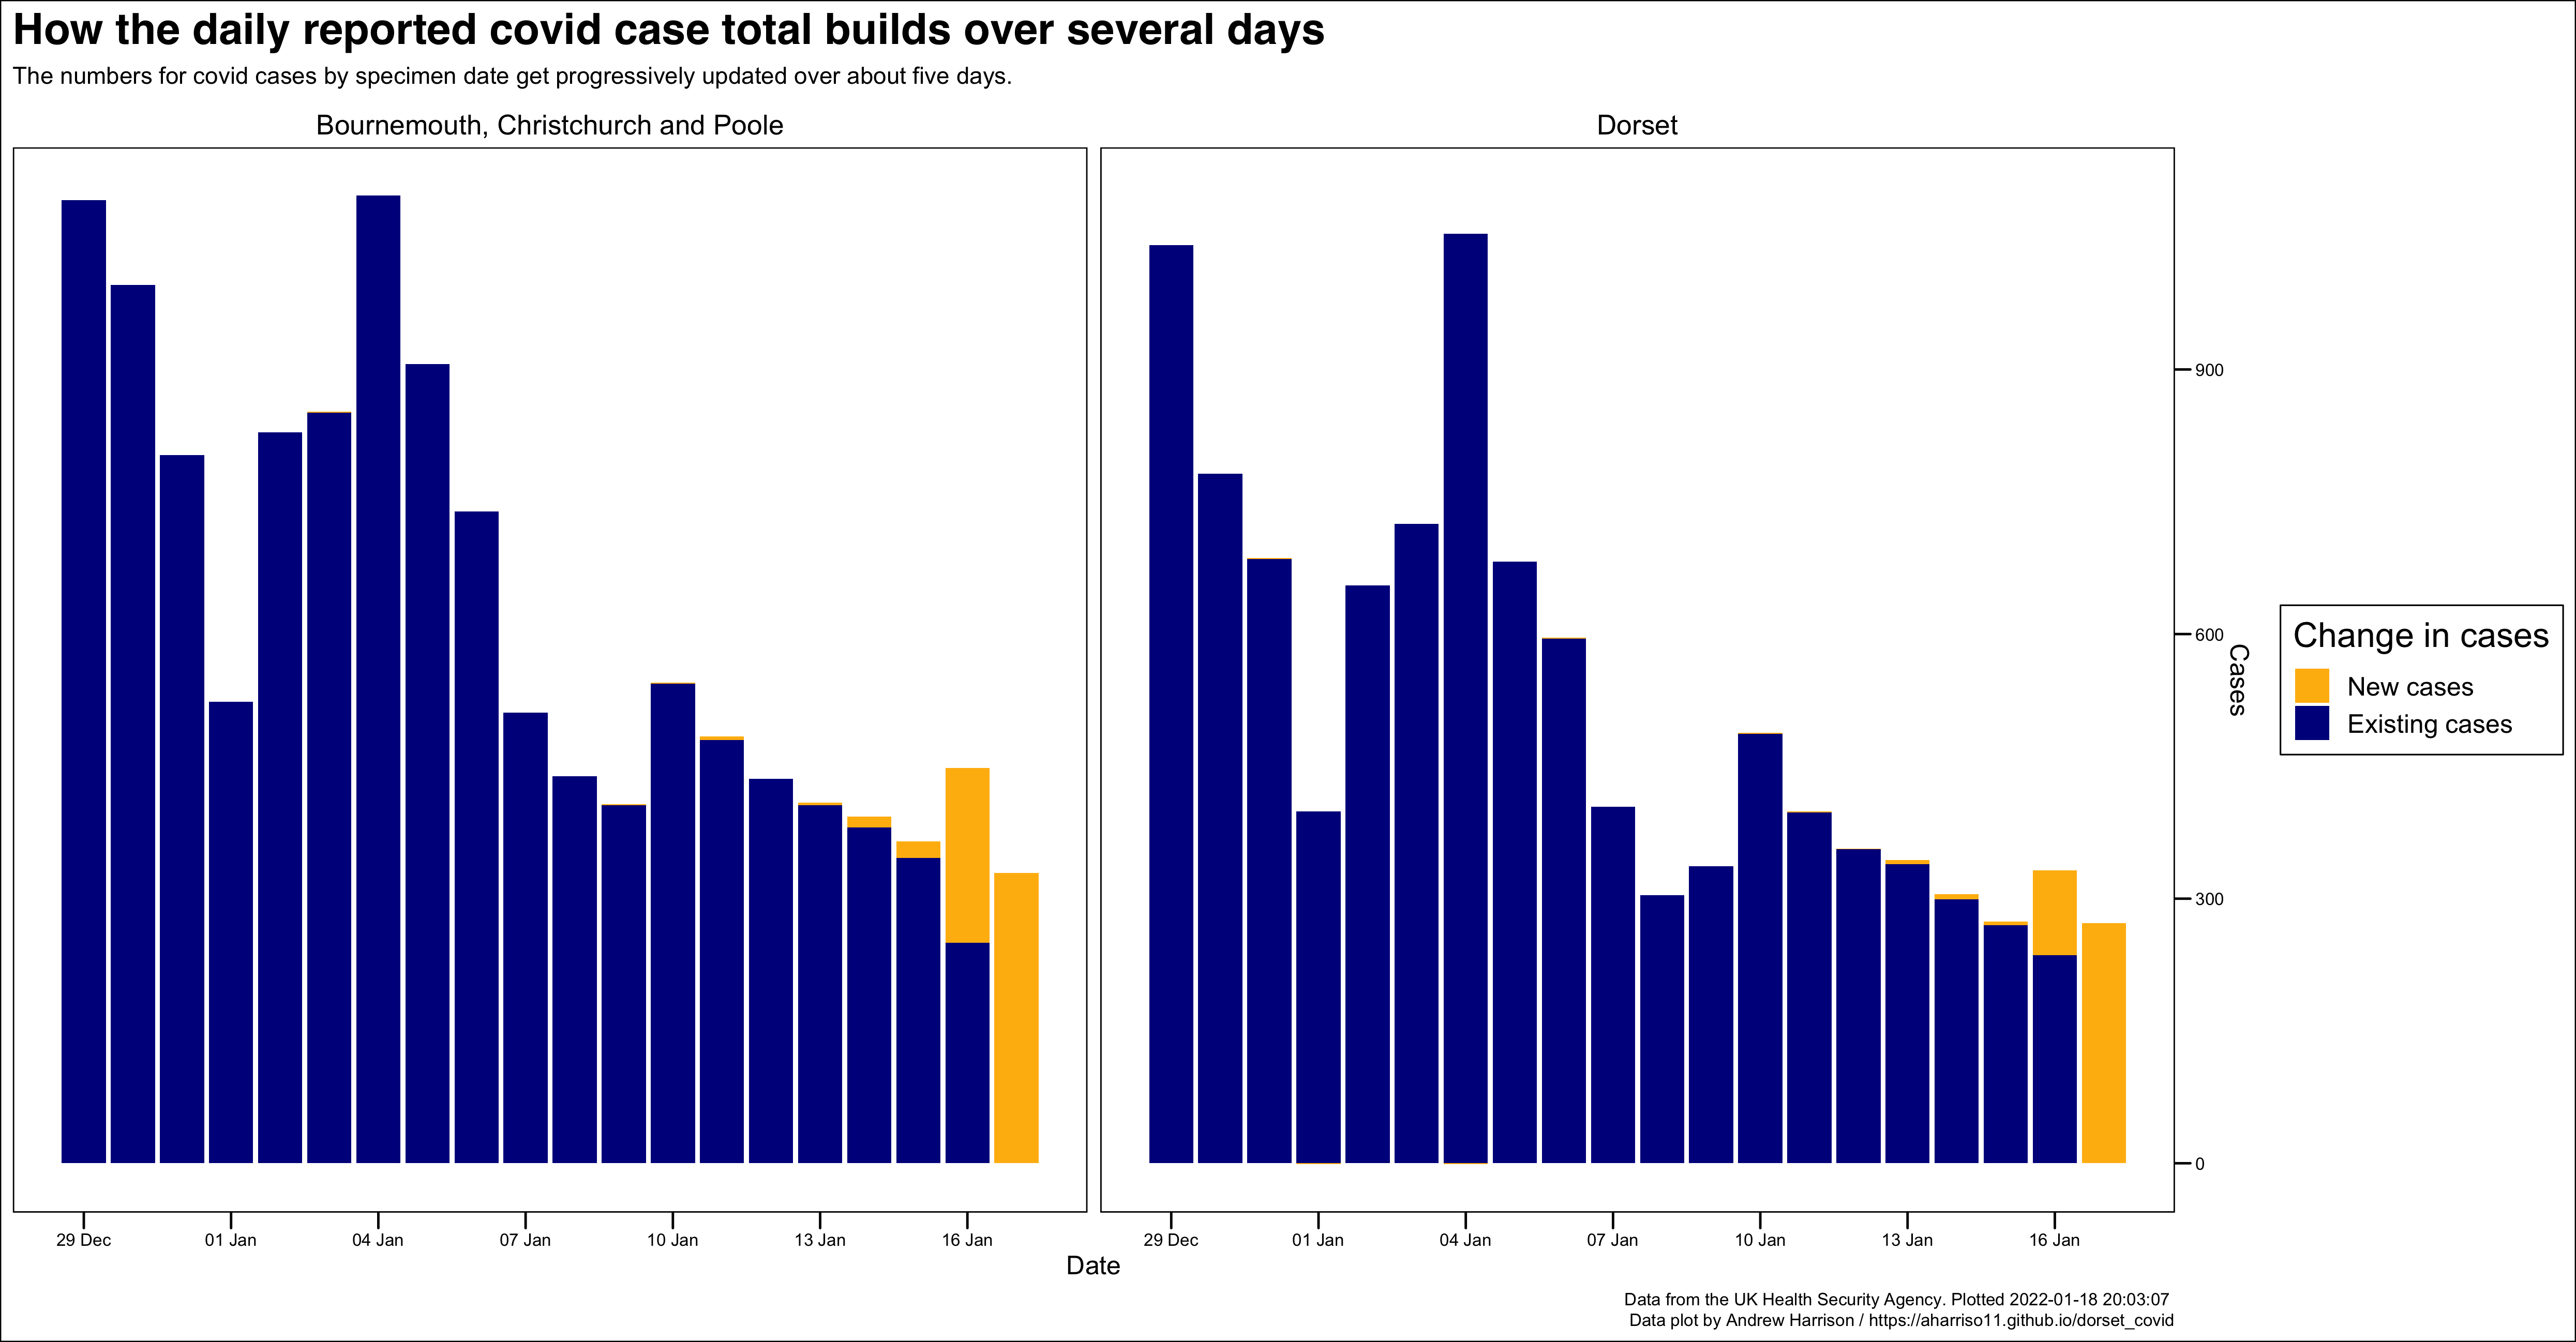 How the daily reported covid case total builds over several days
The numbers for covid cases by specimen date get progressively updated over about five days.
Bournemouth, Christchurch and Poole
Dorset
900
600
300
0
Cases
Change in cases
New cases
Existing cases
29 Dec 01 Jan 04 Jan 07 Jan 10 Jan 13 Jan 16 Jan
29 Dec 01 Jan 04 Jan 07 Jan 10 Jan 13 Jan 16 Jan
Date
Data from the UK Health Security Agency. Plotted 2022-01-18 20:03:07
Data plot by Andrew Harrison / https://aharriso11.github.io/dorset_covid